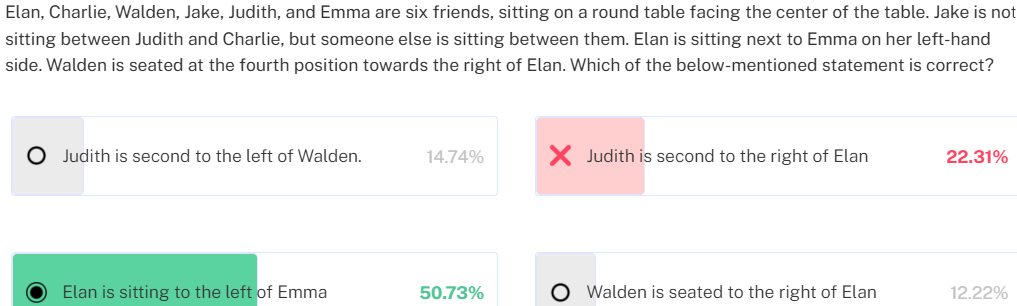 Elan, Charlie, Walden, Jake, Judith, and Emma are six friends, sitting on a round table facing the center of the table. Jake is not
sitting between Judith and Charlie, but someone else is sitting between them. Elan is sitting next to Emma on her left-hand
side. Walden is seated at the fourth position towards the right of Elan. Which of the below-mentioned statement is correct?
Judith is second to the left of Walden. 14.74%
Judith is second to the right of Elan 22.31%
Elan is sitting to the left of Emma 50.73%
Walden is seated to the right of Elan 12.22%